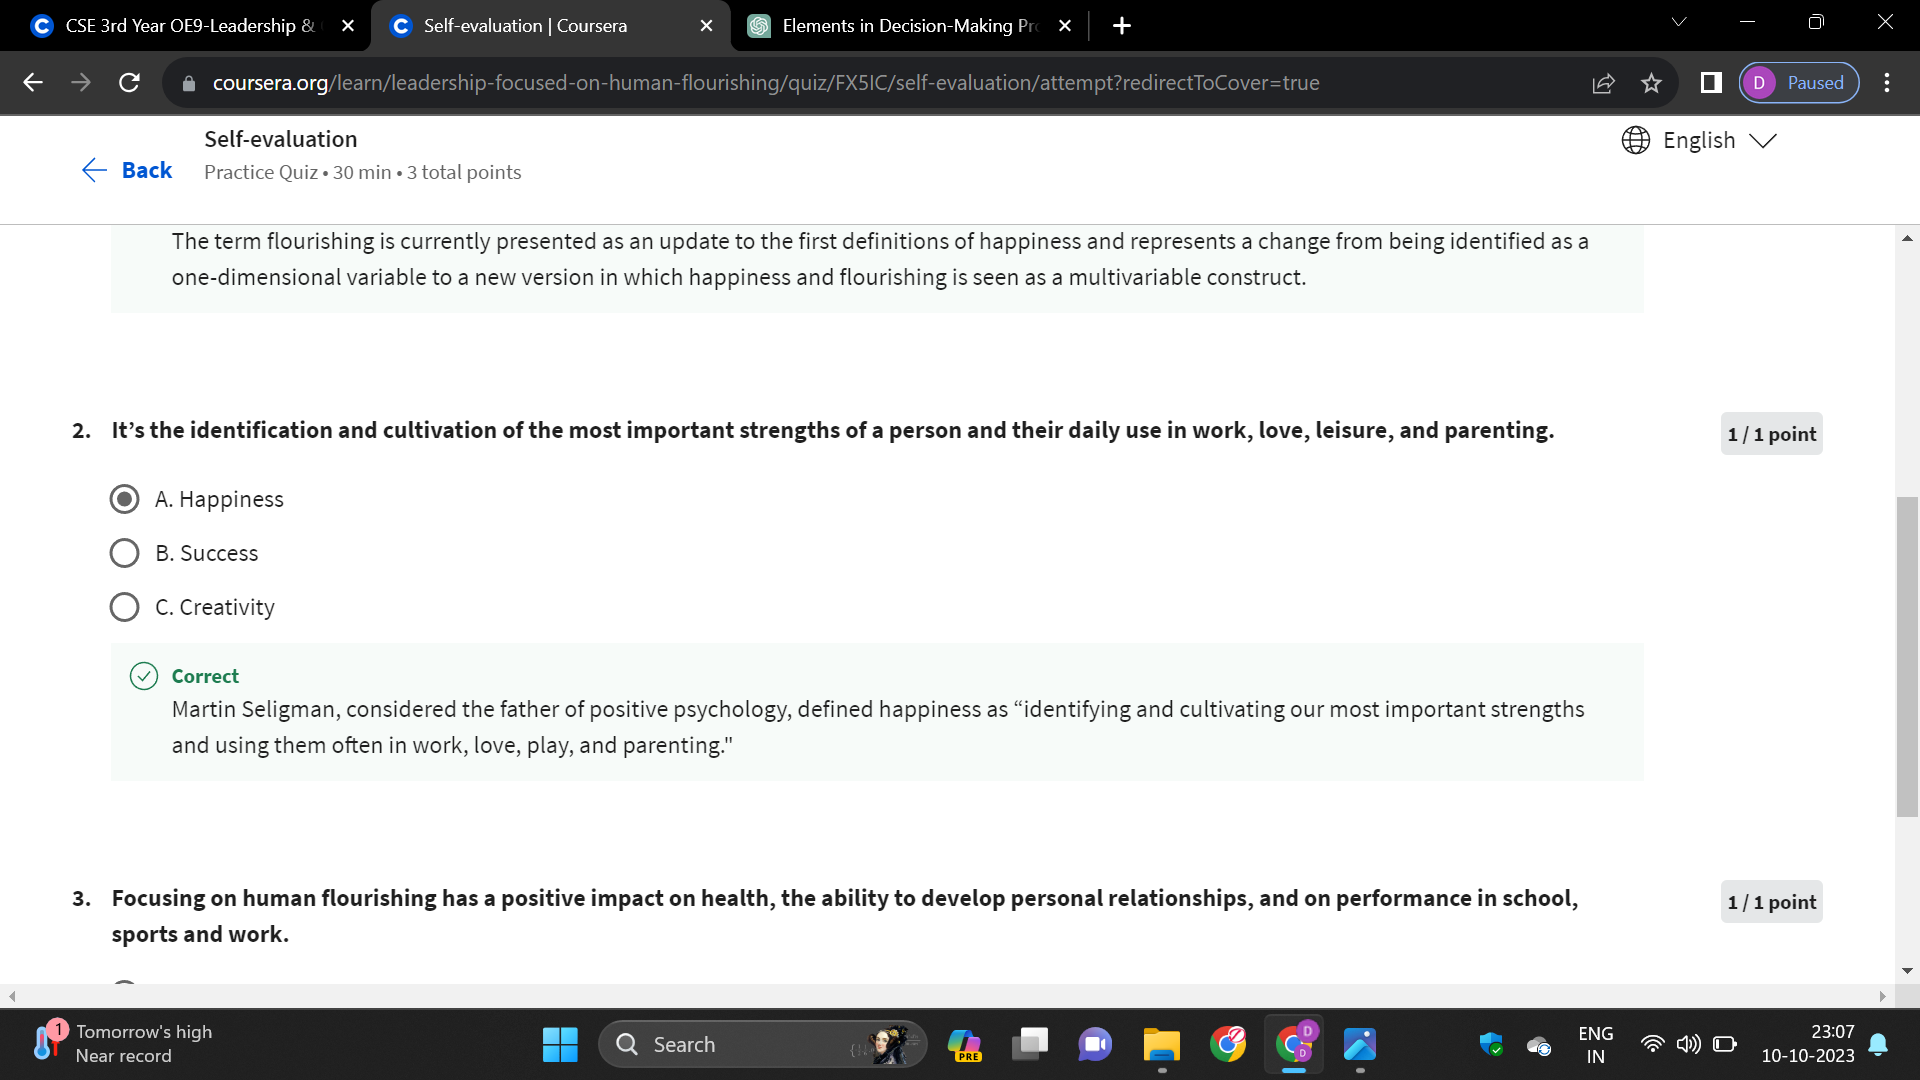 CSE 3rd Year OE9-Leadership &
Self-evaluation | Coursera
Elements in Decision-Making Pr
coursera.org/learn/leadership-focused-on-human-flourishing/quiz/FX5IC/self-evaluation/attempt?redirectToCover=true
D Paused
Back
Self-evaluation
Practice Quiz • 30 min • 3 total points
English
The term flourishing is currently presented as an update to the first definitions of happiness and represents a change from being identified as a
one-dimensional variable to a new version in which happiness and flourishing is seen as a multivariable construct.
2. It’s the identification and cultivation of the most important strengths of a person and their daily use in work, love, leisure, and parenting.
1 / 1 point
A. Happiness
B. Success
C. Creativity
Correct
Martin Seligman, considered the father of positive psychology, defined happiness as “identifying and cultivating our most important strengths
and using them often in work, love, play, and parenting."
3. Focusing on human flourishing has a positive impact on health, the ability to develop personal relationships, and on performance in school,
sports and work.
1 / 1 point
1
Tomorrow's high
Near record
Search
PRE
D
D
ENG
IN
23:07
10-10-2023